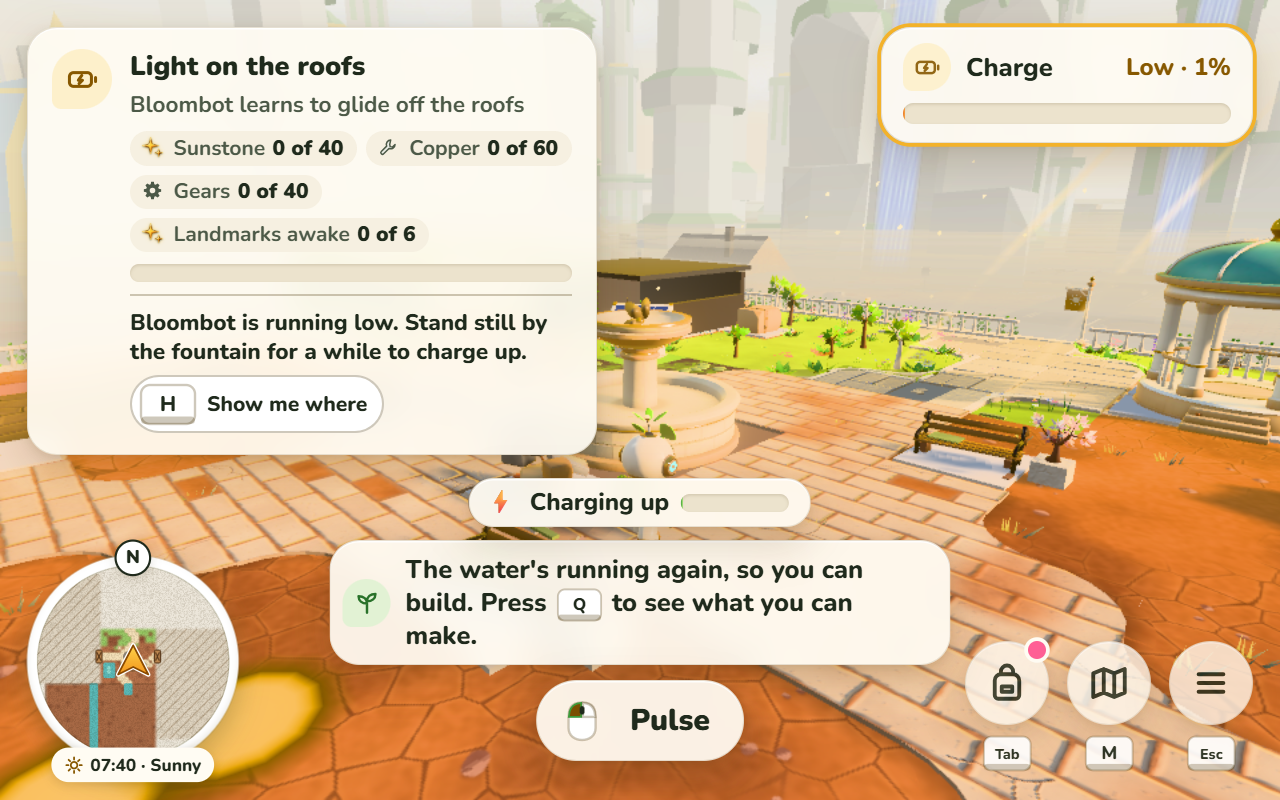 Light on the roofs
Bloombot learns to glide off the roofs
Sunstone 0 of 40
Copper 0 of 60
Gears 0 of 40
Landmarks awake 0 of 6
Bloombot is running low. Stand still by
the fountain for a while to charge up.
H Show me where
Charge Low · 1%
Charging up
The water's running again, so you can
build. Press Q to see what you can
make.
Pulse
N
07:40 · Sunny
Tab
M
Esc